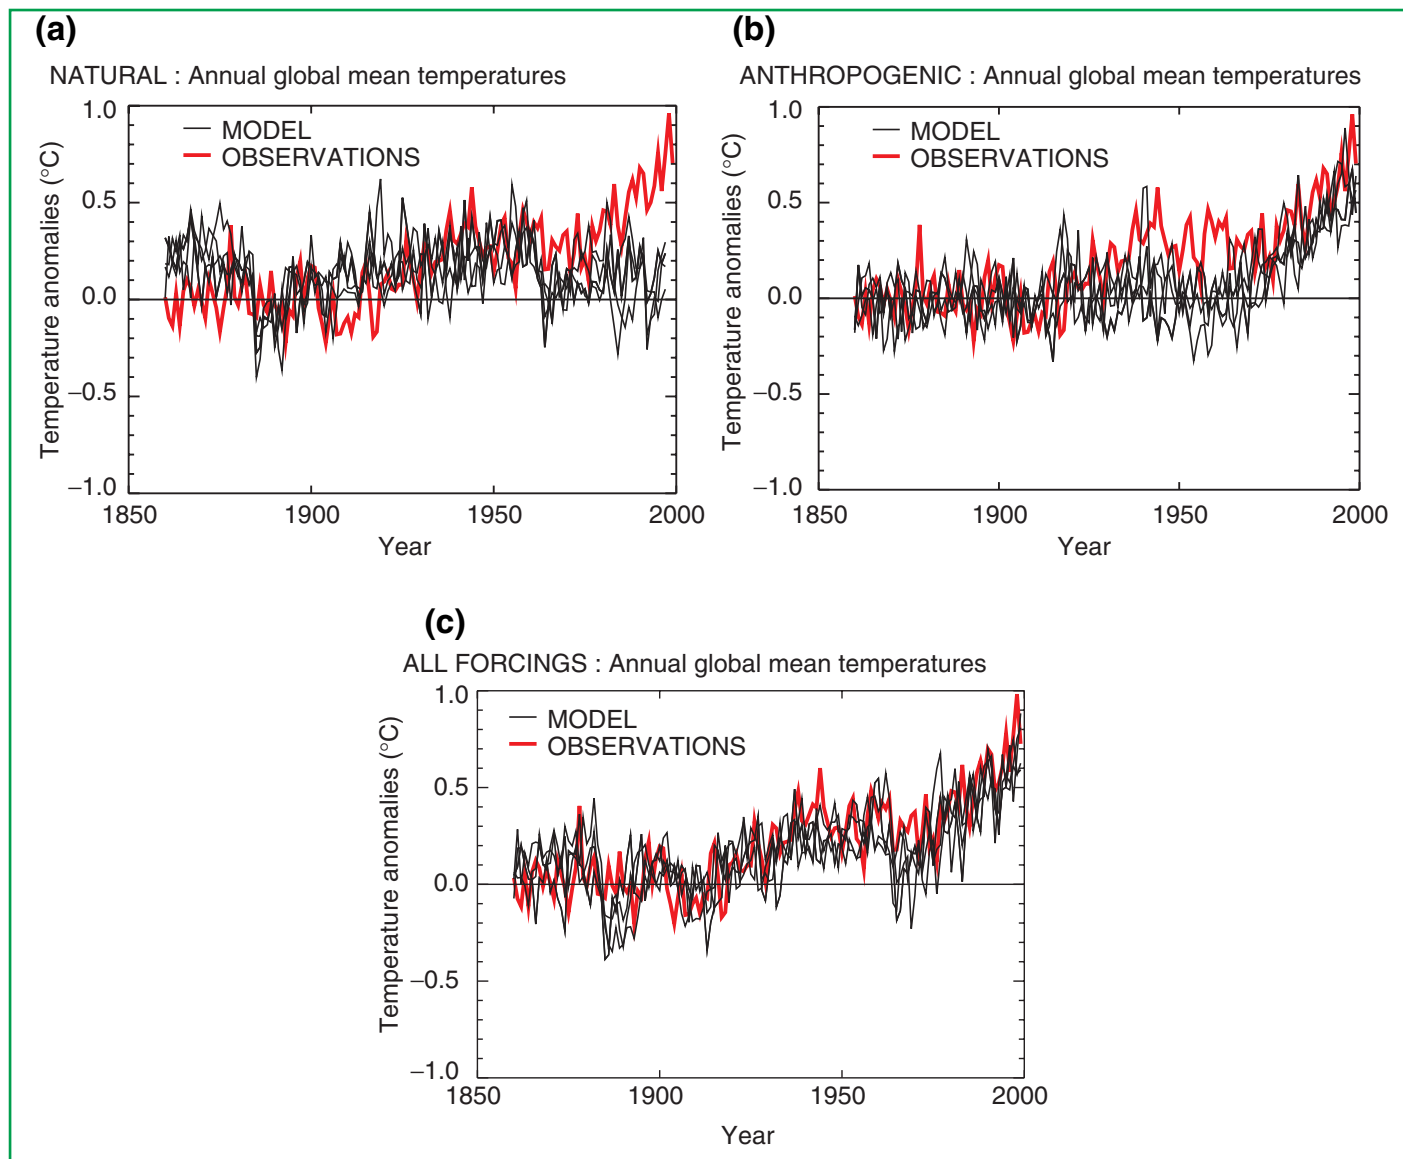 (a)
NATURAL : Annual global mean temperatures
1.0
0.5
0.0
−0.5
−1.0
Temperature anomalies (°C)
MODEL
OBSERVATIONS
1850
1900
1950
2000
Year
(b)
ANTHROPOGENIC : Annual global mean temperatures
1.0
0.5
0.0
−0.5
−1.0
Temperature anomalies (°C)
MODEL
OBSERVATIONS
1850
1900
1950
2000
Year
(c)
ALL FORCINGS : Annual global mean temperatures
1.0
0.5
0.0
−0.5
−1.0
Temperature anomalies (°C)
MODEL
OBSERVATIONS
1850
1900
1950
2000
Year